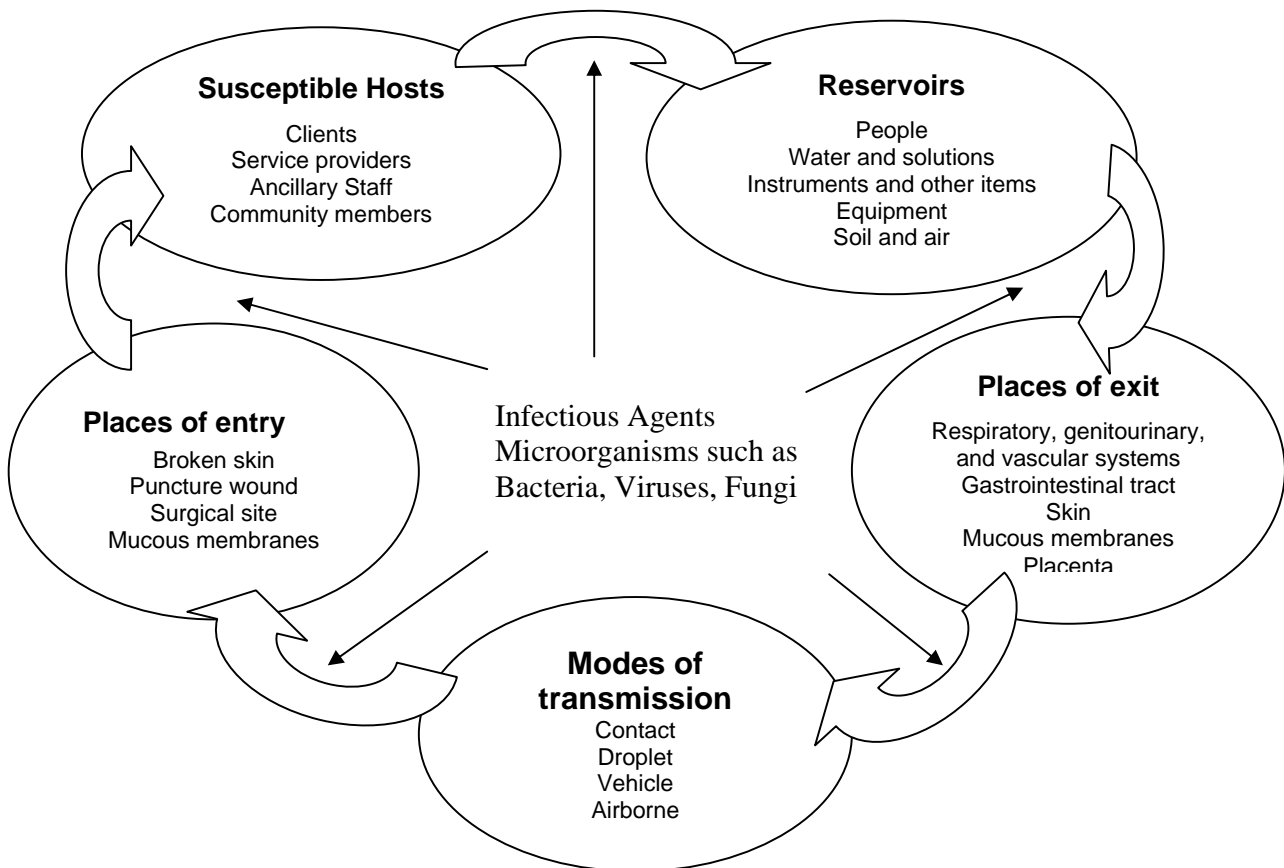 Susceptible Hosts
Clients
Service providers
Ancillary Staff
Community members
Reservoirs
People
Water and solutions
Instruments and other items
Equipment
Soil and air
Places of exit
Respiratory, genitourinary,
and vascular systems
Gastrointestinal tract
Skin
Mucous membranes
Placenta
Modes of
transmission
Contact
Droplet
Vehicle
Airborne
Places of entry
Broken skin
Puncture wound
Surgical site
Mucous membranes
Infectious Agents
Microorganisms such as
Bacteria, Viruses, Fungi